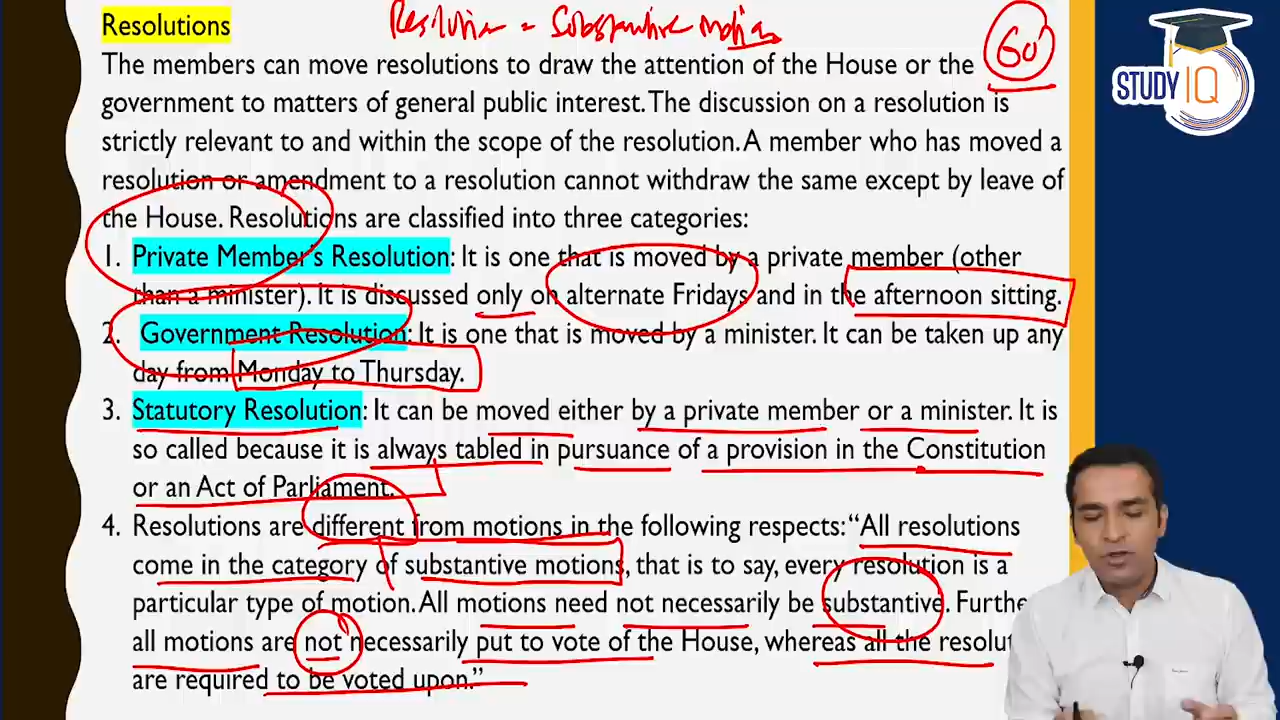 Resolutions
Resolution = Substantive motion
60
STUDY IQ
The members can move resolutions to draw the attention of the House or the
government to matters of general public interest. The discussion on a resolution is
strictly relevant to and within the scope of the resolution. A member who has moved a
resolution or amendment to a resolution cannot withdraw the same except by leave of
the House. Resolutions are classified into three categories:
1. Private Member's Resolution: It is one that is moved by a private member (other
than a minister). It is discussed only on alternate Fridays and in the afternoon sitting.
2. Government Resolution: It is one that is moved by a minister. It can be taken up any
day from Monday to Thursday.
3. Statutory Resolution: It can be moved either by a private member or a minister. It is
so called because it is always tabled in pursuance of a provision in the Constitution
or an Act of Parliament.
4. Resolutions are different from motions in the following respects: “All resolutions
come in the category of substantive motions, that is to say, every resolution is a
particular type of motion. All motions need not necessarily be substantive. Furthe
all motions are not necessarily put to vote of the House, whereas all the resolut
are required to be voted upon.”